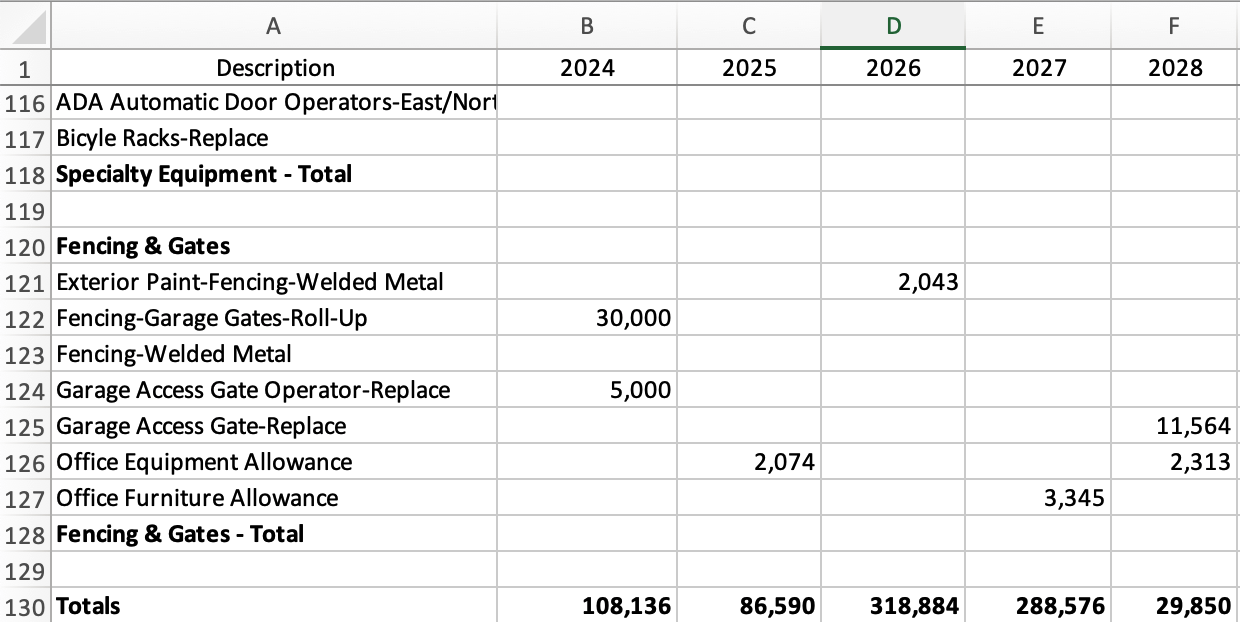 A B C D E F
1 Description 2024 2025 2026 2027 2028
116 ADA Automatic Door Operators-East/Nort
117 Bicyle Racks-Replace
118 Specialty Equipment - Total
119
120 Fencing & Gates
121 Exterior Paint-Fencing-Welded Metal 2,043
122 Fencing-Garage Gates-Roll-Up 30,000
123 Fencing-Welded Metal
124 Garage Access Gate Operator-Replace 5,000
125 Garage Access Gate-Replace 11,564
126 Office Equipment Allowance 2,074 2,313
127 Office Furniture Allowance 3,345
128 Fencing & Gates - Total
129
130 Totals 108,136 86,590 318,884 288,576 29,850